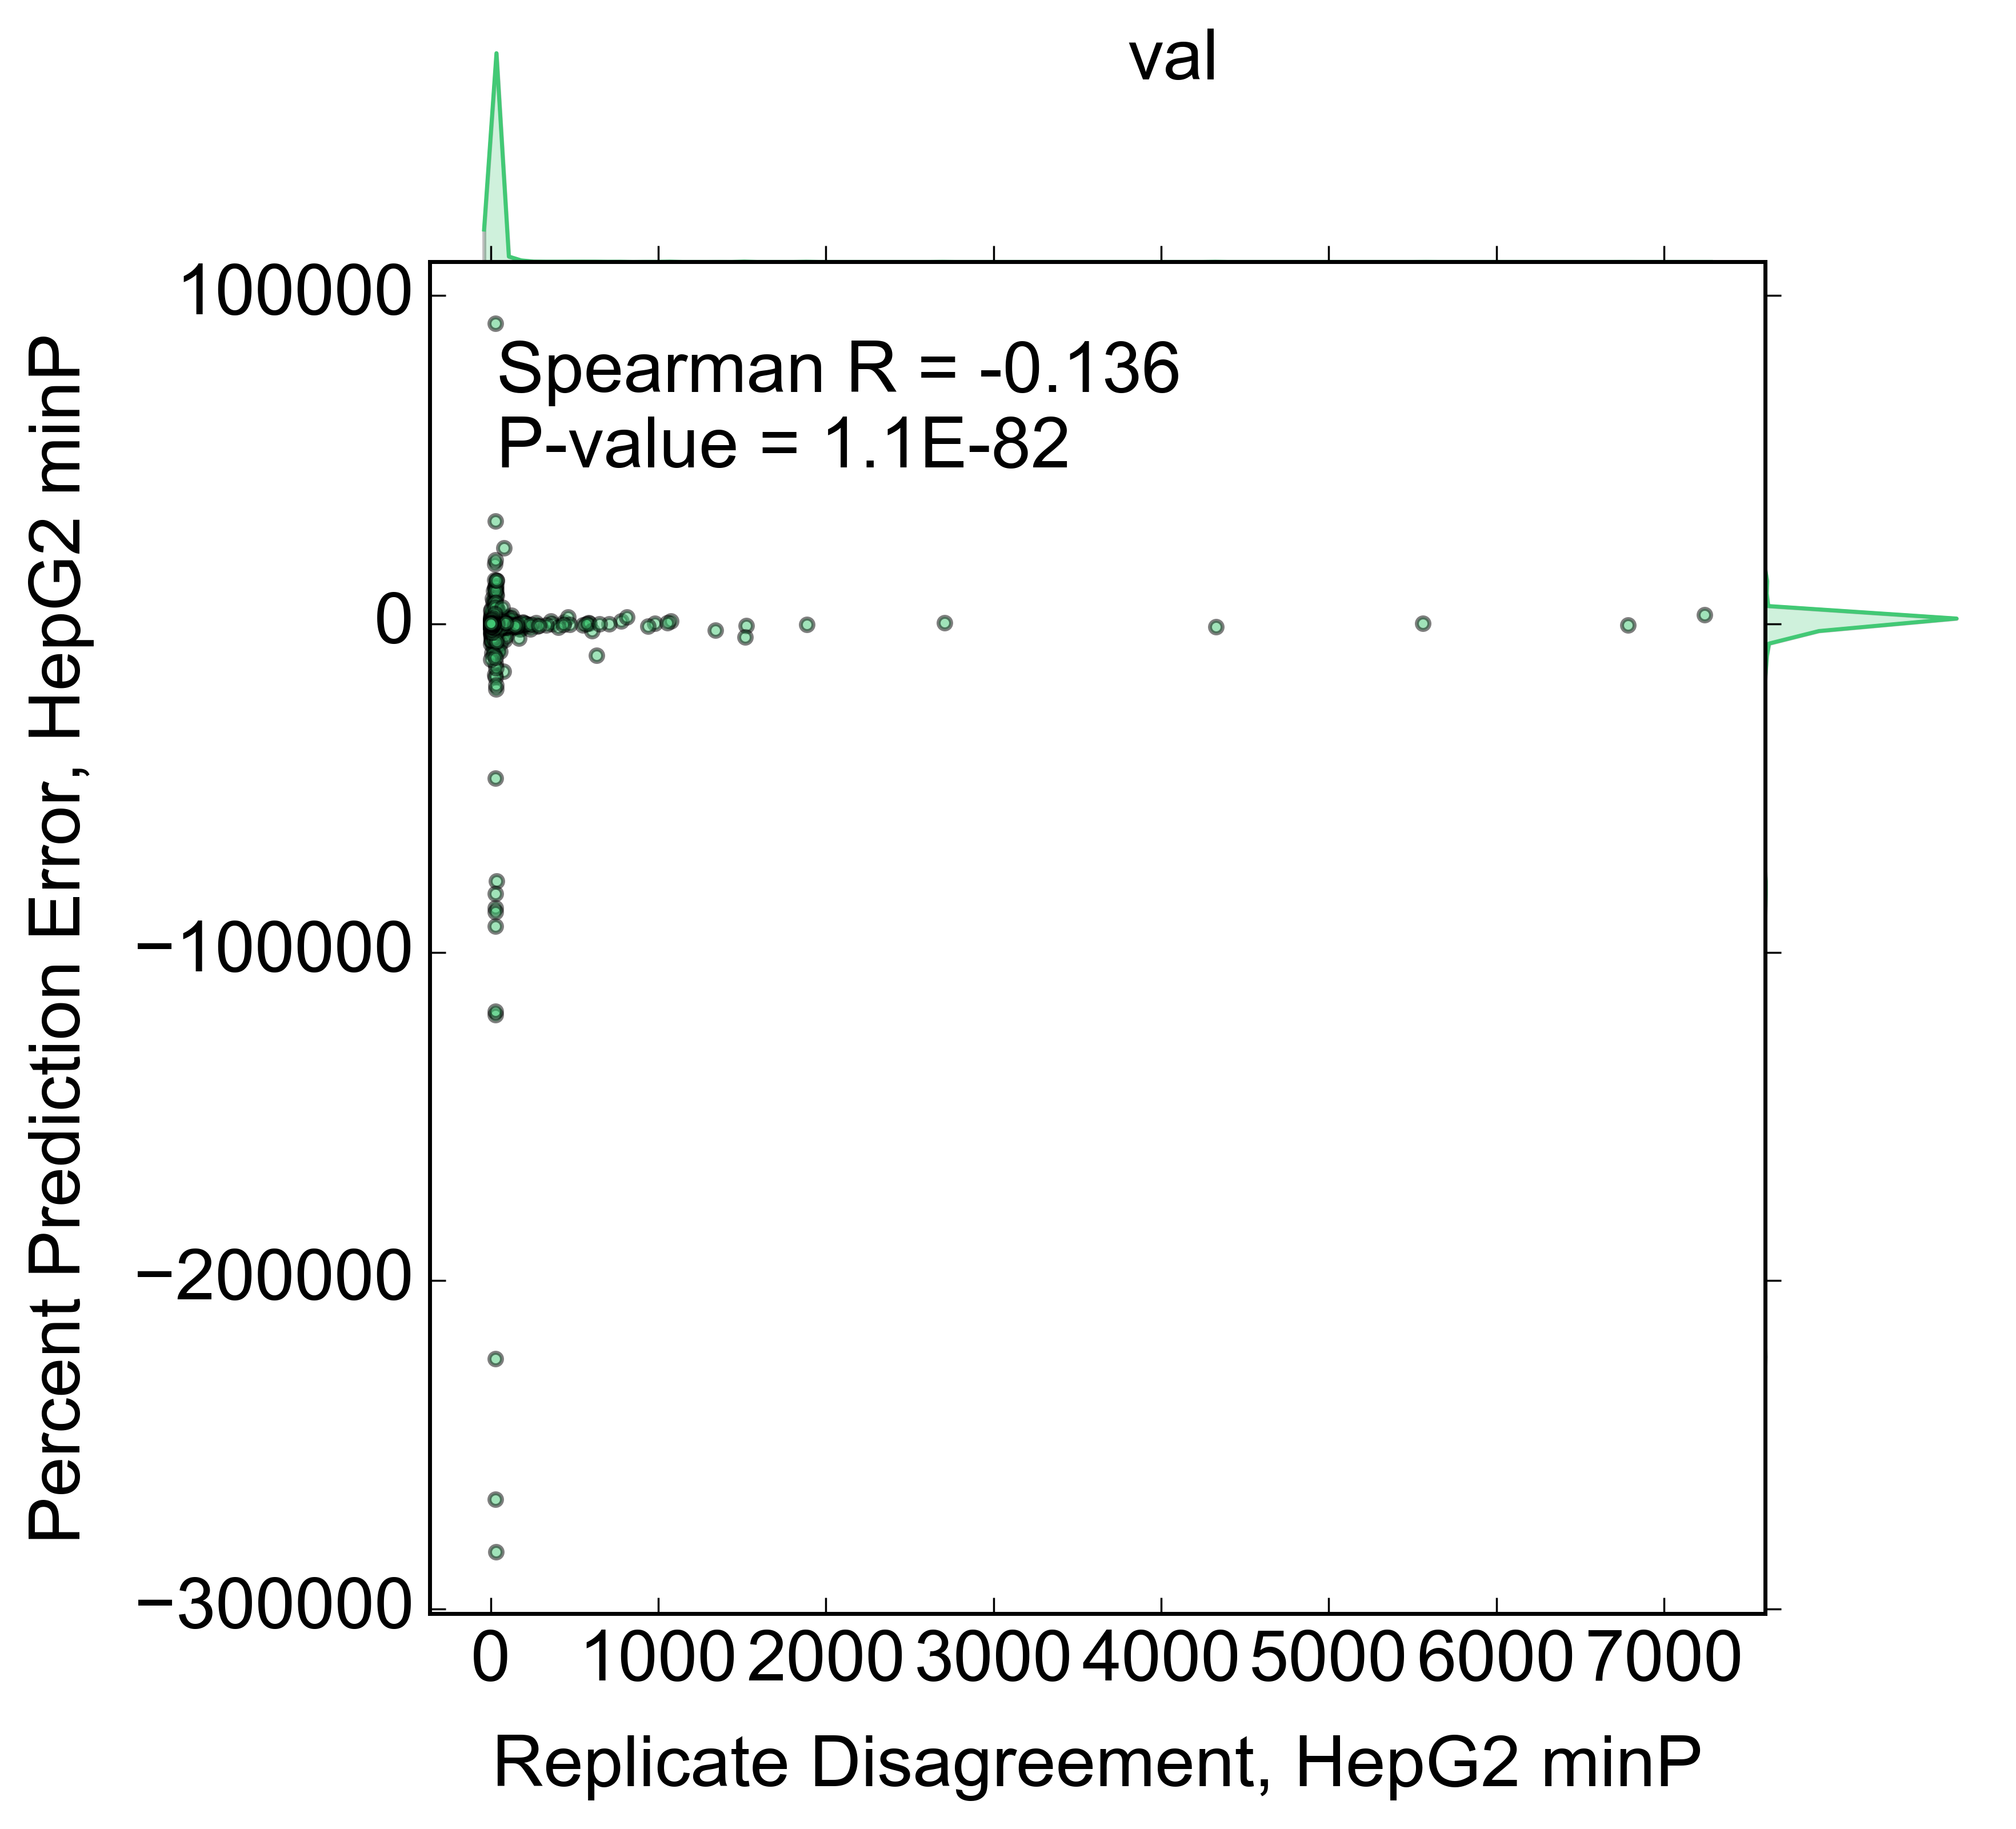 val
Spearman R = -0.136
P-value = 1.1E-82
Percent Prediction Error, HepG2 minP
100000
0
−100000
−200000
−300000
0 1000 2000 3000 4000 5000 6000 7000
Replicate Disagreement, HepG2 minP